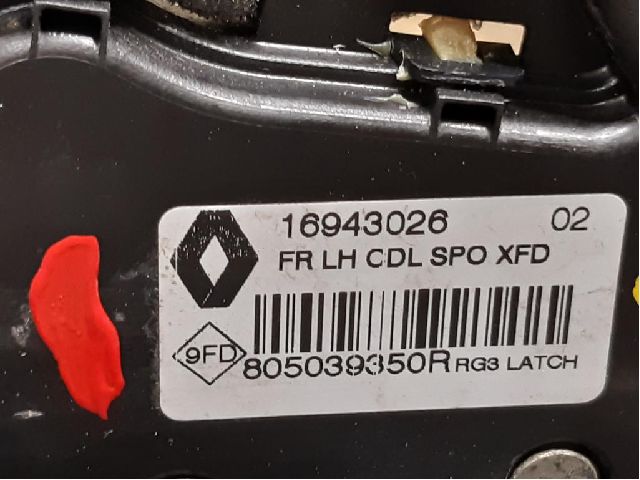 16943026 02
FR LH CDL SPO XFD
9FD
805039350R RG3 LATCH